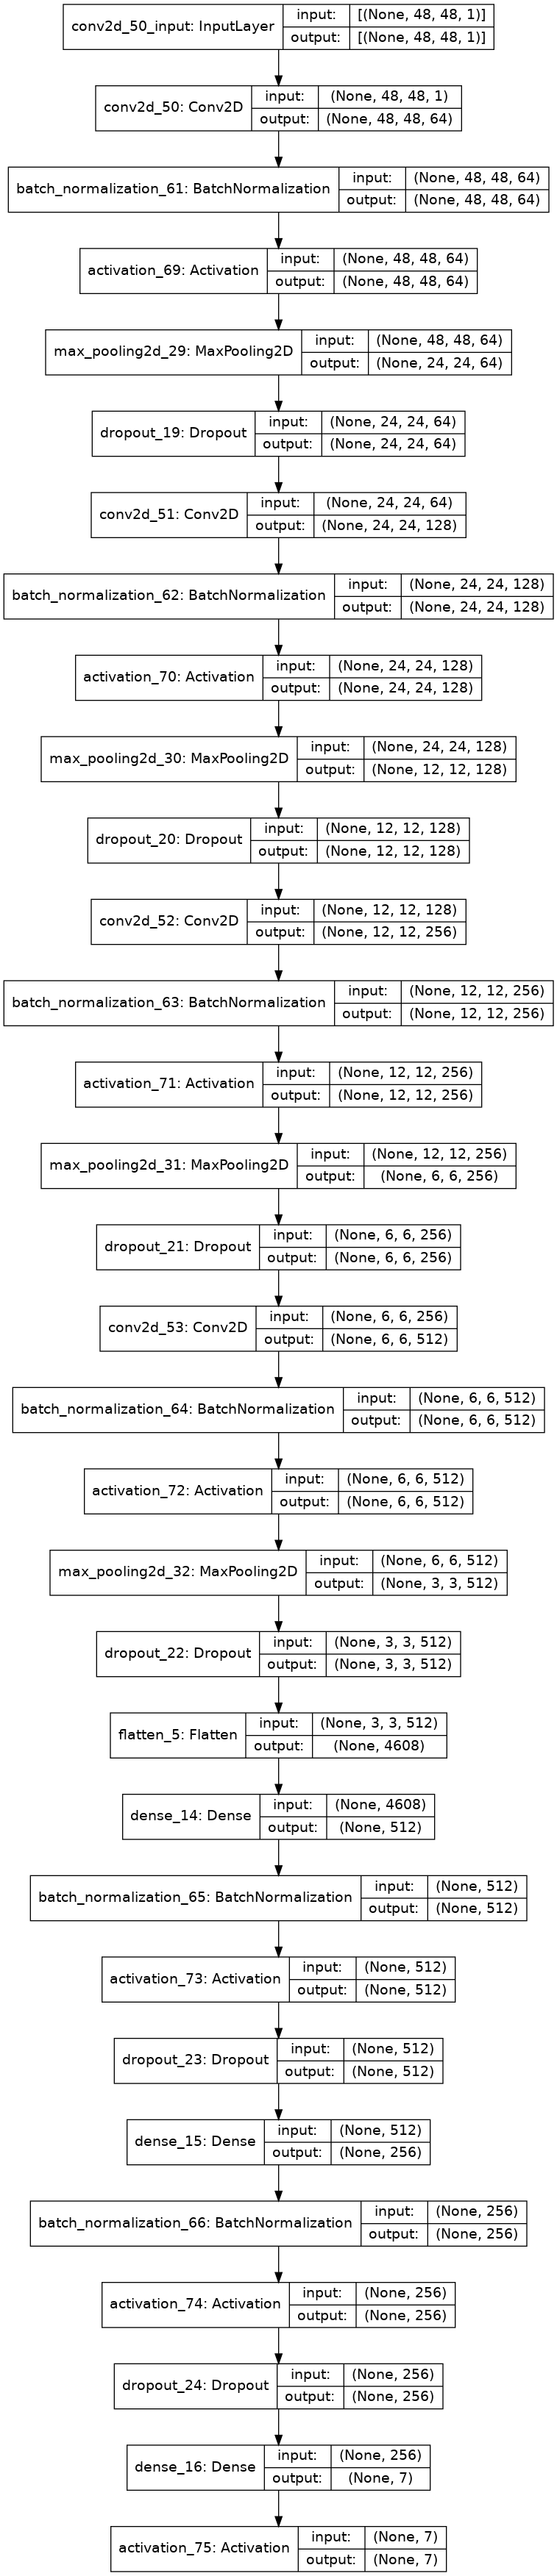 conv2d_50_input: InputLayer
input: [(None, 48, 48, 1)]
output: [(None, 48, 48, 1)]
conv2d_50: Conv2D
input: (None, 48, 48, 1)
output: (None, 48, 48, 64)
batch_normalization_61: BatchNormalization
input: (None, 48, 48, 64)
output: (None, 48, 48, 64)
activation_69: Activation
input: (None, 48, 48, 64)
output: (None, 48, 48, 64)
max_pooling2d_29: MaxPooling2D
input: (None, 48, 48, 64)
output: (None, 24, 24, 64)
dropout_19: Dropout
input: (None, 24, 24, 64)
output: (None, 24, 24, 64)
conv2d_51: Conv2D
input: (None, 24, 24, 64)
output: (None, 24, 24, 128)
batch_normalization_62: BatchNormalization
input: (None, 24, 24, 128)
output: (None, 24, 24, 128)
activation_70: Activation
input: (None, 24, 24, 128)
output: (None, 24, 24, 128)
max_pooling2d_30: MaxPooling2D
input: (None, 24, 24, 128)
output: (None, 12, 12, 128)
dropout_20: Dropout
input: (None, 12, 12, 128)
output: (None, 12, 12, 128)
conv2d_52: Conv2D
input: (None, 12, 12, 128)
output: (None, 12, 12, 256)
batch_normalization_63: BatchNormalization
input: (None, 12, 12, 256)
output: (None, 12, 12, 256)
activation_71: Activation
input: (None, 12, 12, 256)
output: (None, 12, 12, 256)
max_pooling2d_31: MaxPooling2D
input: (None, 12, 12, 256)
output: (None, 6, 6, 256)
dropout_21: Dropout
input: (None, 6, 6, 256)
output: (None, 6, 6, 256)
conv2d_53: Conv2D
input: (None, 6, 6, 256)
output: (None, 6, 6, 512)
batch_normalization_64: BatchNormalization
input: (None, 6, 6, 512)
output: (None, 6, 6, 512)
activation_72: Activation
input: (None, 6, 6, 512)
output: (None, 6, 6, 512)
max_pooling2d_32: MaxPooling2D
input: (None, 6, 6, 512)
output: (None, 3, 3, 512)
dropout_22: Dropout
input: (None, 3, 3, 512)
output: (None, 3, 3, 512)
flatten_5: Flatten
input: (None, 3, 3, 512)
output: (None, 4608)
dense_14: Dense
input: (None, 4608)
output: (None, 512)
batch_normalization_65: BatchNormalization
input: (None, 512)
output: (None, 512)
activation_73: Activation
input: (None, 512)
output: (None, 512)
dropout_23: Dropout
input: (None, 512)
output: (None, 512)
dense_15: Dense
input: (None, 512)
output: (None, 256)
batch_normalization_66: BatchNormalization
input: (None, 256)
output: (None, 256)
activation_74: Activation
input: (None, 256)
output: (None, 256)
dropout_24: Dropout
input: (None, 256)
output: (None, 256)
dense_16: Dense
input: (None, 256)
output: (None, 7)
activation_75: Activation
input: (None, 7)
output: (None, 7)